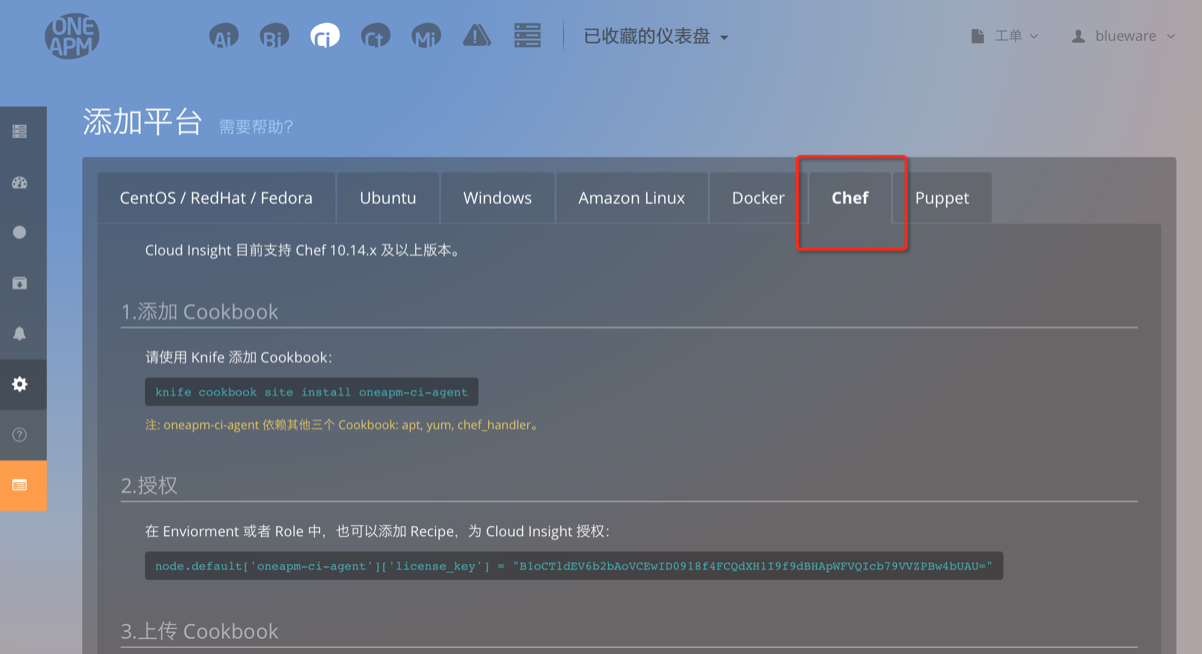 ONE
APM
Ai Bi Ci Ct Mi 已收藏的仪表盘 工单 blueware
添加平台 需要帮助?
CentOS / RedHat / Fedora Ubuntu Windows Amazon Linux Docker Chef Puppet
Cloud Insight 目前支持 Chef 10.14.x 及以上版本。
1.添加 Cookbook
请使用 Knife 添加 Cookbook:
knife cookbook site install oneapm-ci-agent
注: oneapm-ci-agent 依赖其他三个 Cookbook: apt, yum, chef_handler。
2.授权
在 Enviorment 或者 Role 中，也可以添加 Recipe，为 Cloud Insight 授权:
node.default['oneapm-ci-agent']['license_key'] = "B1oCTldEV6b2bAoVCEwID0918f4FCQdXH1I9f9dBHApWFVQIcb79VVZPBw4bUAU="
3.上传 Cookbook